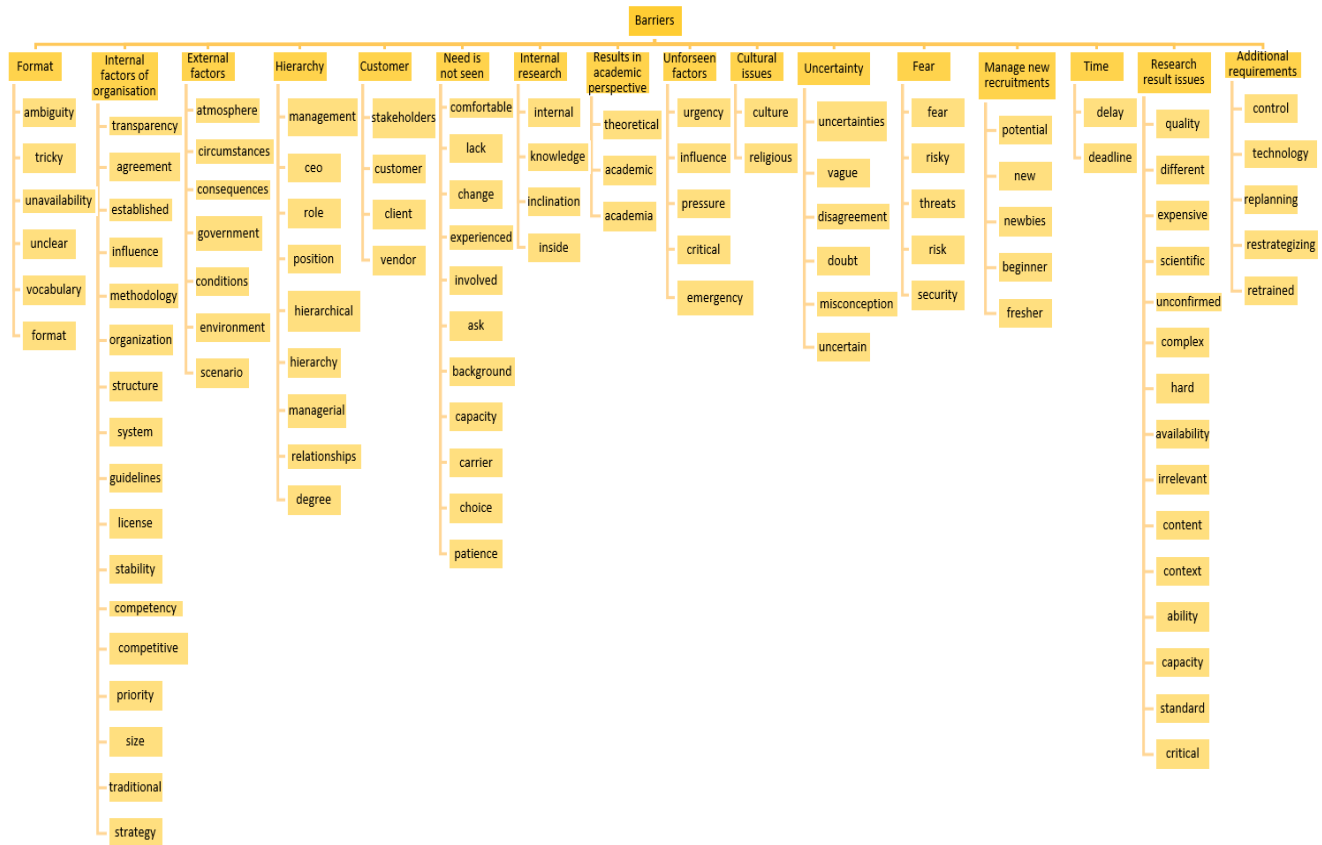 Barriers
Format
ambiguity
tricky
unavailability
unclear
vocabulary
format
Internal
factors of
organisation
transparency
agreement
established
influence
methodology
organization
structure
system
guidelines
license
stability
competency
competitive
priority
size
traditional
strategy
External
factors
atmosphere
circumstances
consequences
government
conditions
environment
scenario
Hierarchy
management
ceo
role
position
hierarchical
hierarchy
managerial
relationships
degree
Customer
stakeholders
customer
client
vendor
Need is
not seen
comfortable
lack
change
experienced
involved
ask
background
capacity
carrier
choice
patience
Internal
research
internal
knowledge
inclination
inside
Results in
academic
perspective
theoretical
academic
academia
Unforseen
factors
urgency
influence
pressure
critical
emergency
Cultural
issues
culture
religious
Uncertainty
uncertainties
vague
disagreement
doubt
misconception
uncertain
Fear
fear
risky
threats
risk
security
Manage new
recruitments
potential
new
newbies
beginner
fresher
Time
delay
deadline
Research
result issues
quality
different
expensive
scientific
unconfirmed
complex
hard
availability
irrelevant
content
context
ability
capacity
standard
critical
Additional
requirements
control
technology
replanning
restrategizing
retrained